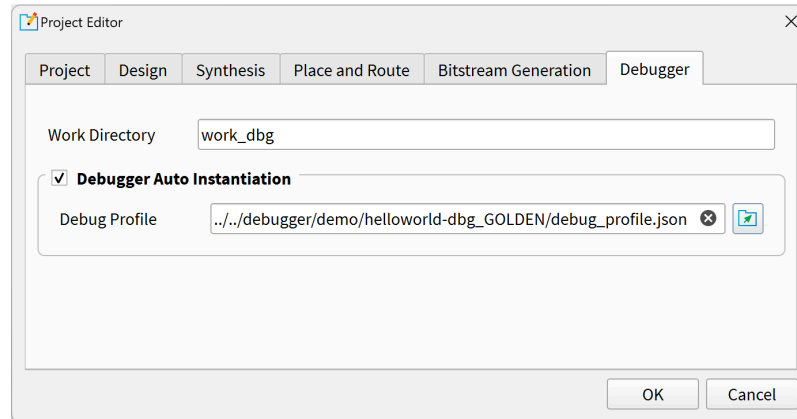 Project Editor
Project Design Synthesis Place and Route Bitstream Generation Debugger
Work Directory work_dbg
Debugger Auto Instantiation
Debug Profile ../../debugger/demo/helloworld-dbg_GOLDEN/debug_profile.json
OK Cancel